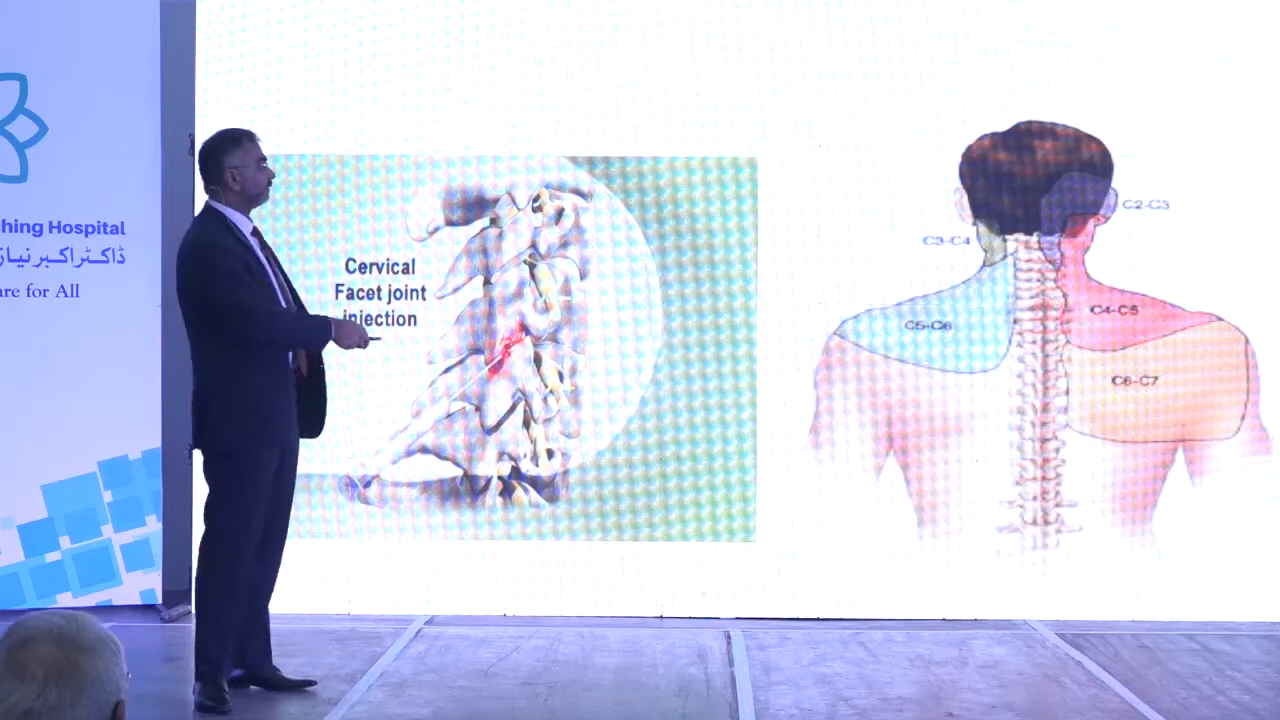 ching Hospital
ڈاکٹر اکبر نیاز
are for All
Cervical
Facet joint
injection
C2-C3
C3-C4
C4-C5
C5-C6
C6-C7